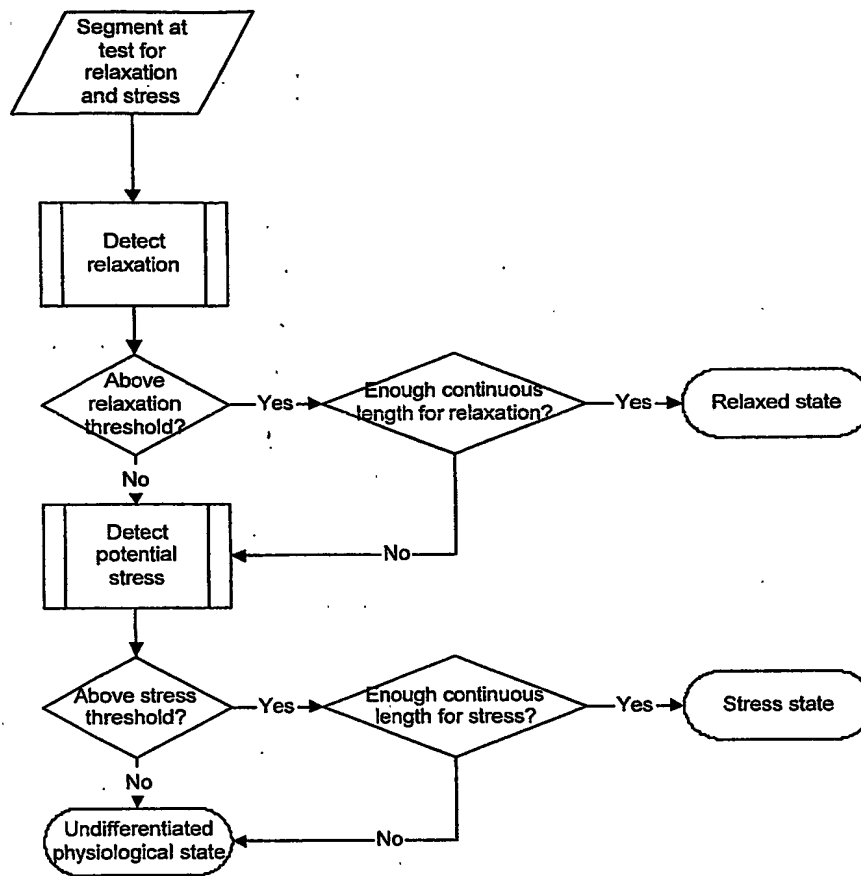 Segment at
test for
relaxation
and stress
Detect
relaxation
Above
relaxation
threshold?
Yes
Enough continuous
length for relaxation?
Yes
Relaxed state
No
Detect
potential
stress
No
Above stress
threshold?
Yes
Enough continuous
length for stress?
Yes
Stress state
No
Undifferentiated
physiological state
No